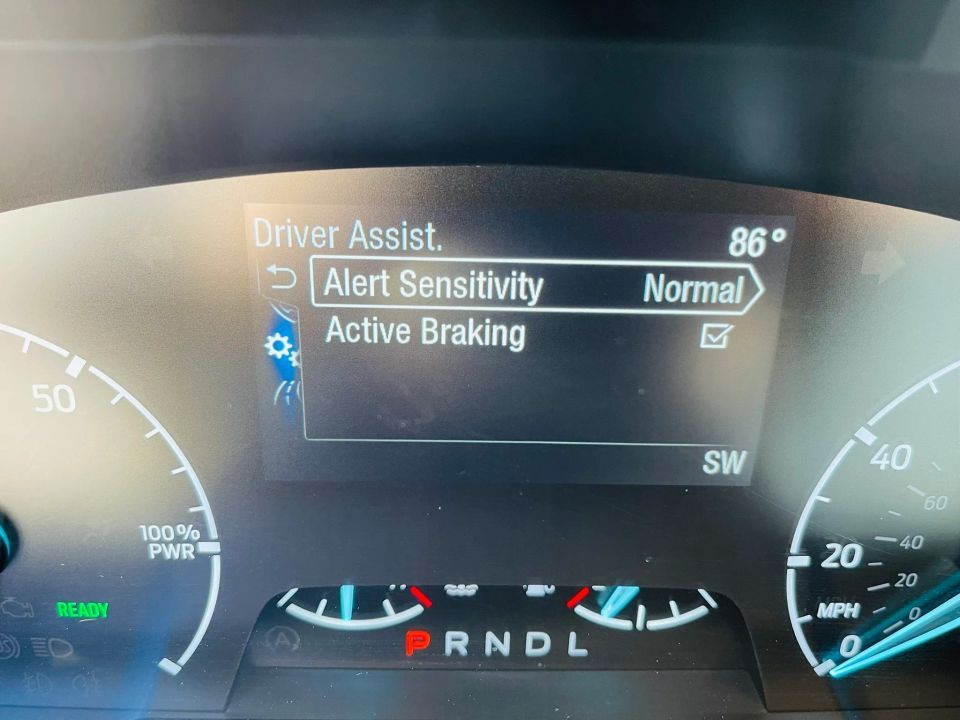 Driver Assist. 86°
Alert Sensitivity Normal
Active Braking
SW
50
100%
PWR
READY
40
60
40
20
20
MPH
0
0
P R N D L